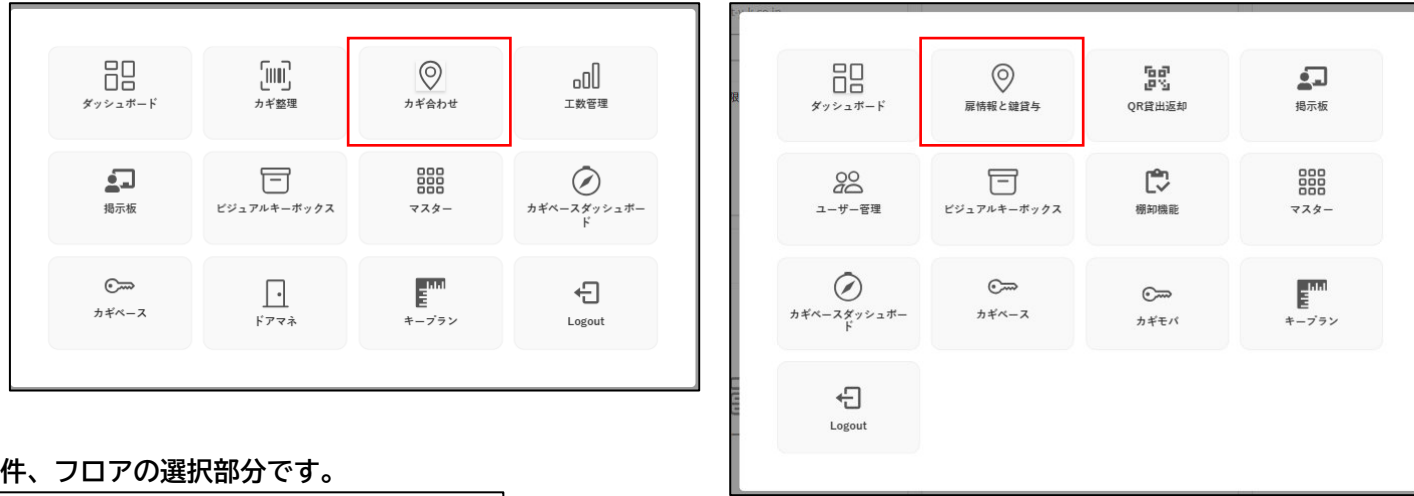 ダッシュボード
カギ整理
カギ合わせ
工数管理
掲示板
ビジュアルキーボックス
マスター
カギベースダッシュボー
ド
カギベース
ドアマネ
キープラン
Logout
ダッシュボード
扉情報と鍵貸与
QR貸出返却
掲示板
ユーザー管理
ビジュアルキーボックス
棚卸機能
マスター
カギベースダッシュボー
ド
カギベース
カギモバ
キープラン
Logout
件、フロアの選択部分です。